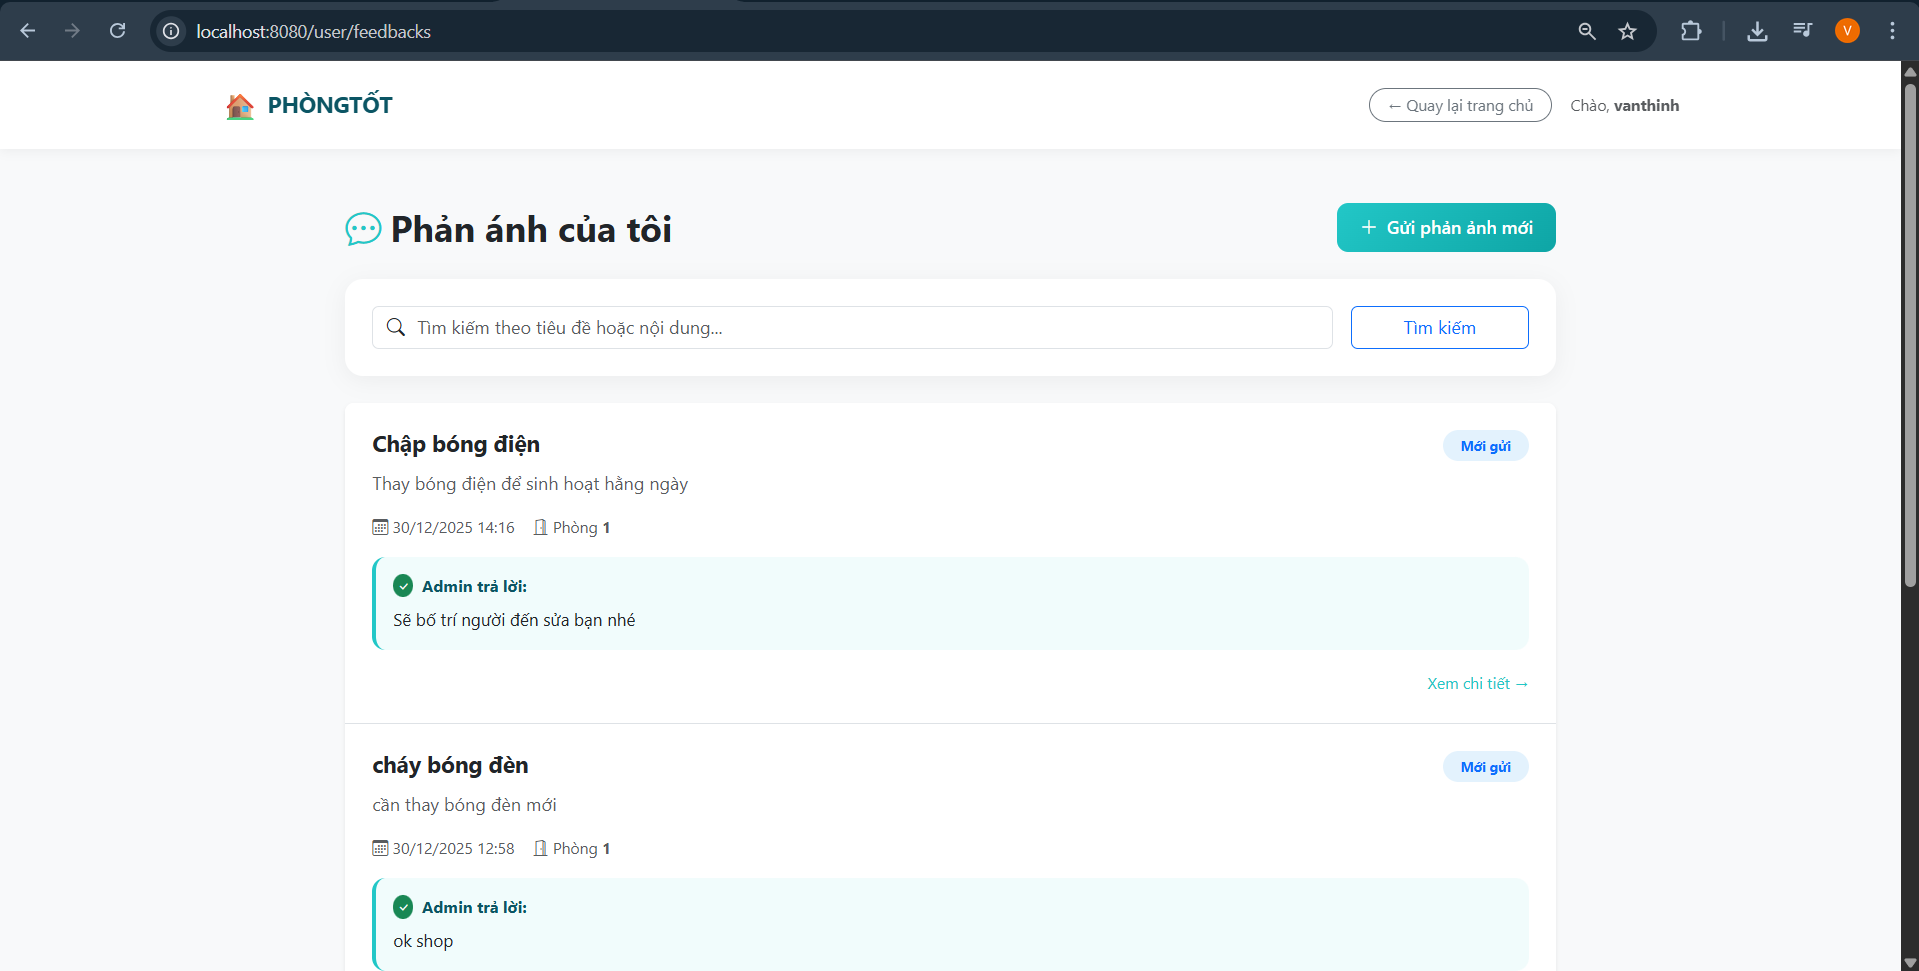 localhost:8080/user/feedbacks
V
PHÒNGTỐT
← Quay lại trang chủ
Chào, vanthinh
Phản ánh của tôi
+ Gửi phản ảnh mới
Tìm kiếm theo tiêu đề hoặc nội dung...
Tìm kiếm
Chập bóng điện
Mới gửi
Thay bóng điện để sinh hoạt hằng ngày
30/12/2025 14:16 Phòng 1
Admin trả lời:
Sẽ bố trí người đến sửa bạn nhé
Xem chi tiết →
cháy bóng đèn
Mới gửi
cần thay bóng đèn mới
30/12/2025 12:58 Phòng 1
Admin trả lời:
ok shop